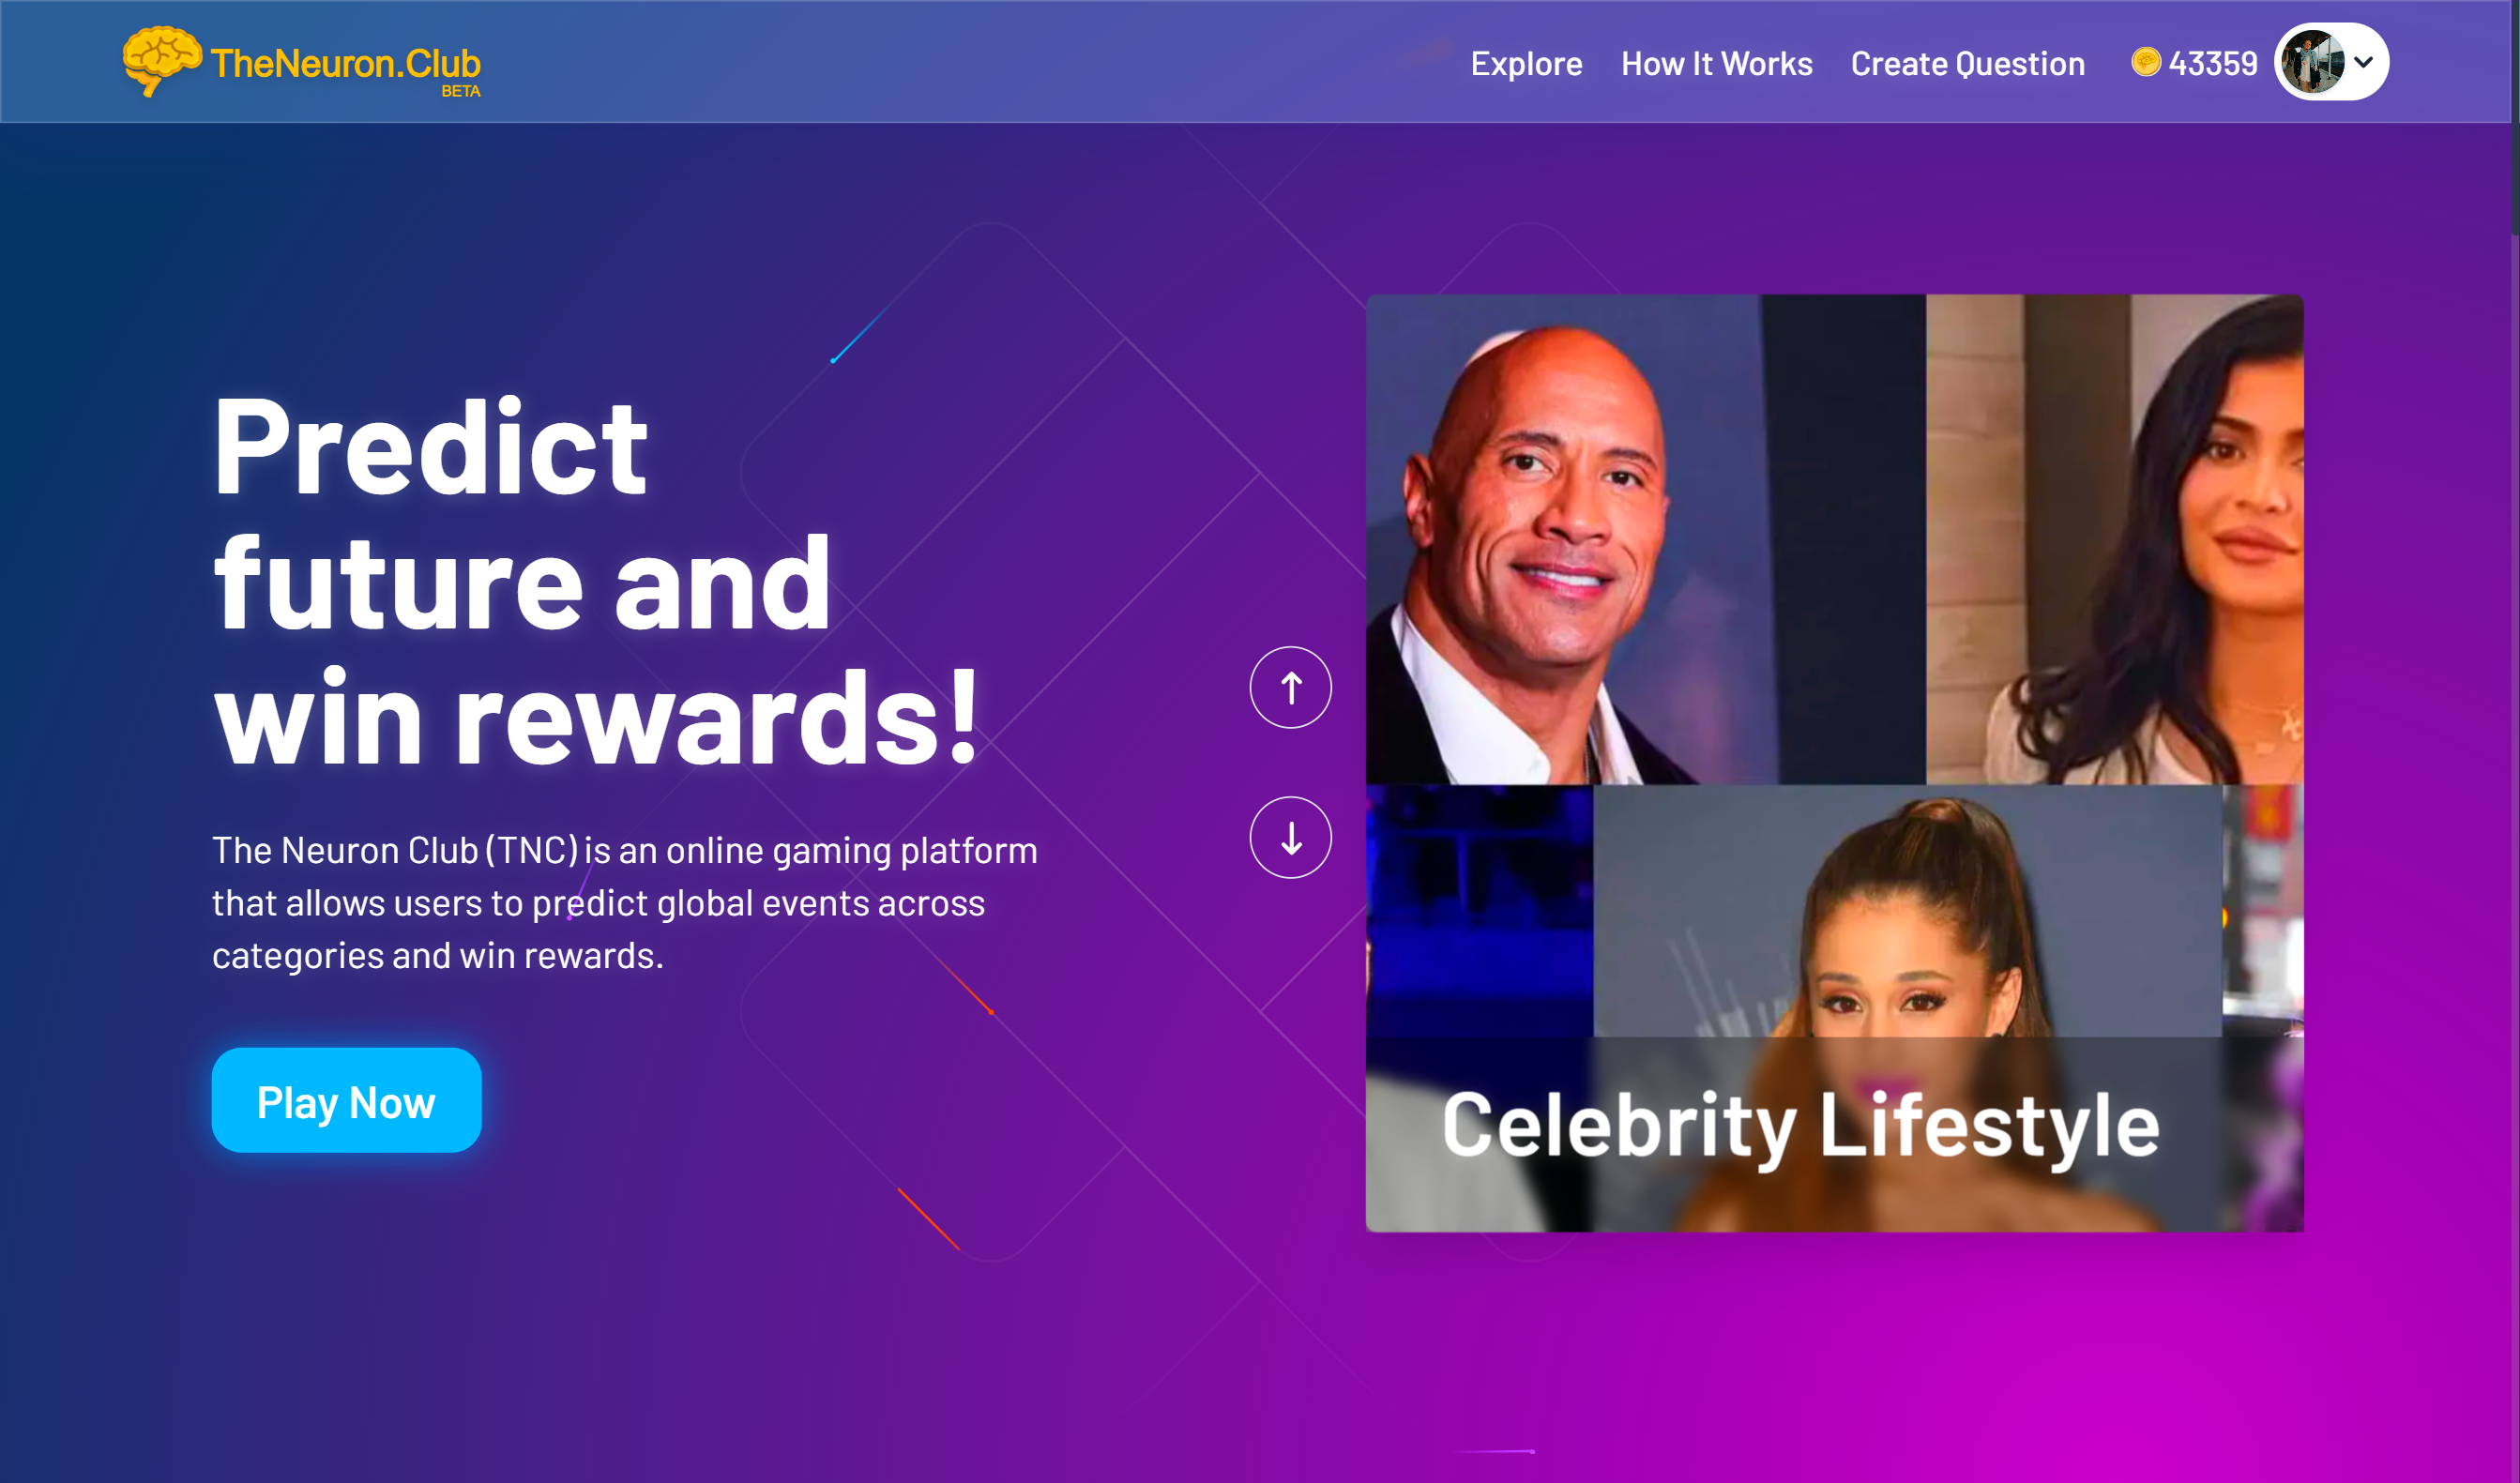 TheNeuron.Club
BETA
Explore
How It Works
Create Question
43359
Predict
future and
win rewards!
The Neuron Club (TNC) is an online gaming platform
that allows users to predict global events across
categories and win rewards.
Play Now
Celebrity Lifestyle